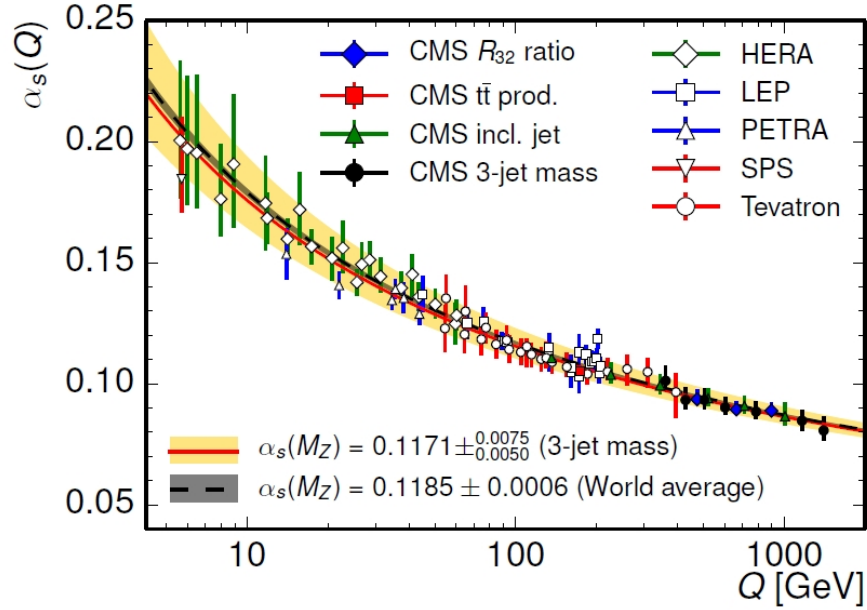 0.25
0.20
0.15
0.10
0.05
αs(Q)
CMS R32 ratio
CMS tt̄ prod.
CMS incl. jet
CMS 3-jet mass
HERA
LEP
PETRA
SPS
Tevatron
αs(MZ) = 0.1171±0.0075 0.0050 (3-jet mass)
αs(MZ) = 0.1185 ± 0.0006 (World average)
10 100 1000
Q [GeV]